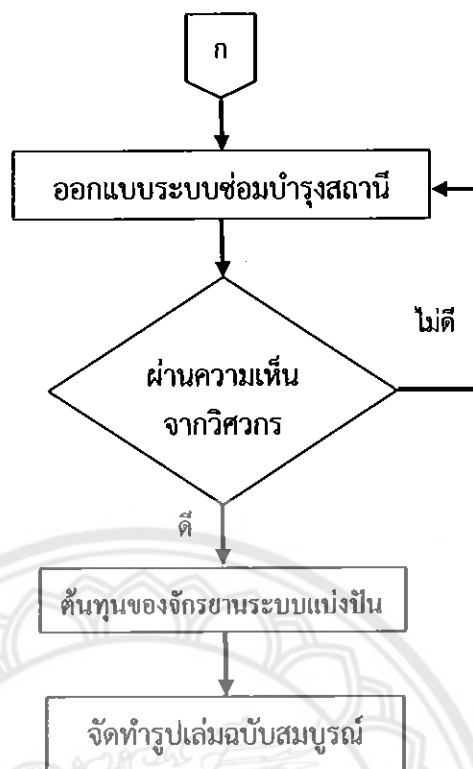 ก
ออกแบบระบบซ่อมบำรุงสถานี
ไม่ดี
ผ่านความเห็น
จากวิศวกร
ดี
ต้นทุนของจักรยานระบบแบ่งปัน
จัดทำรูปเล่มฉบับสมบูรณ์